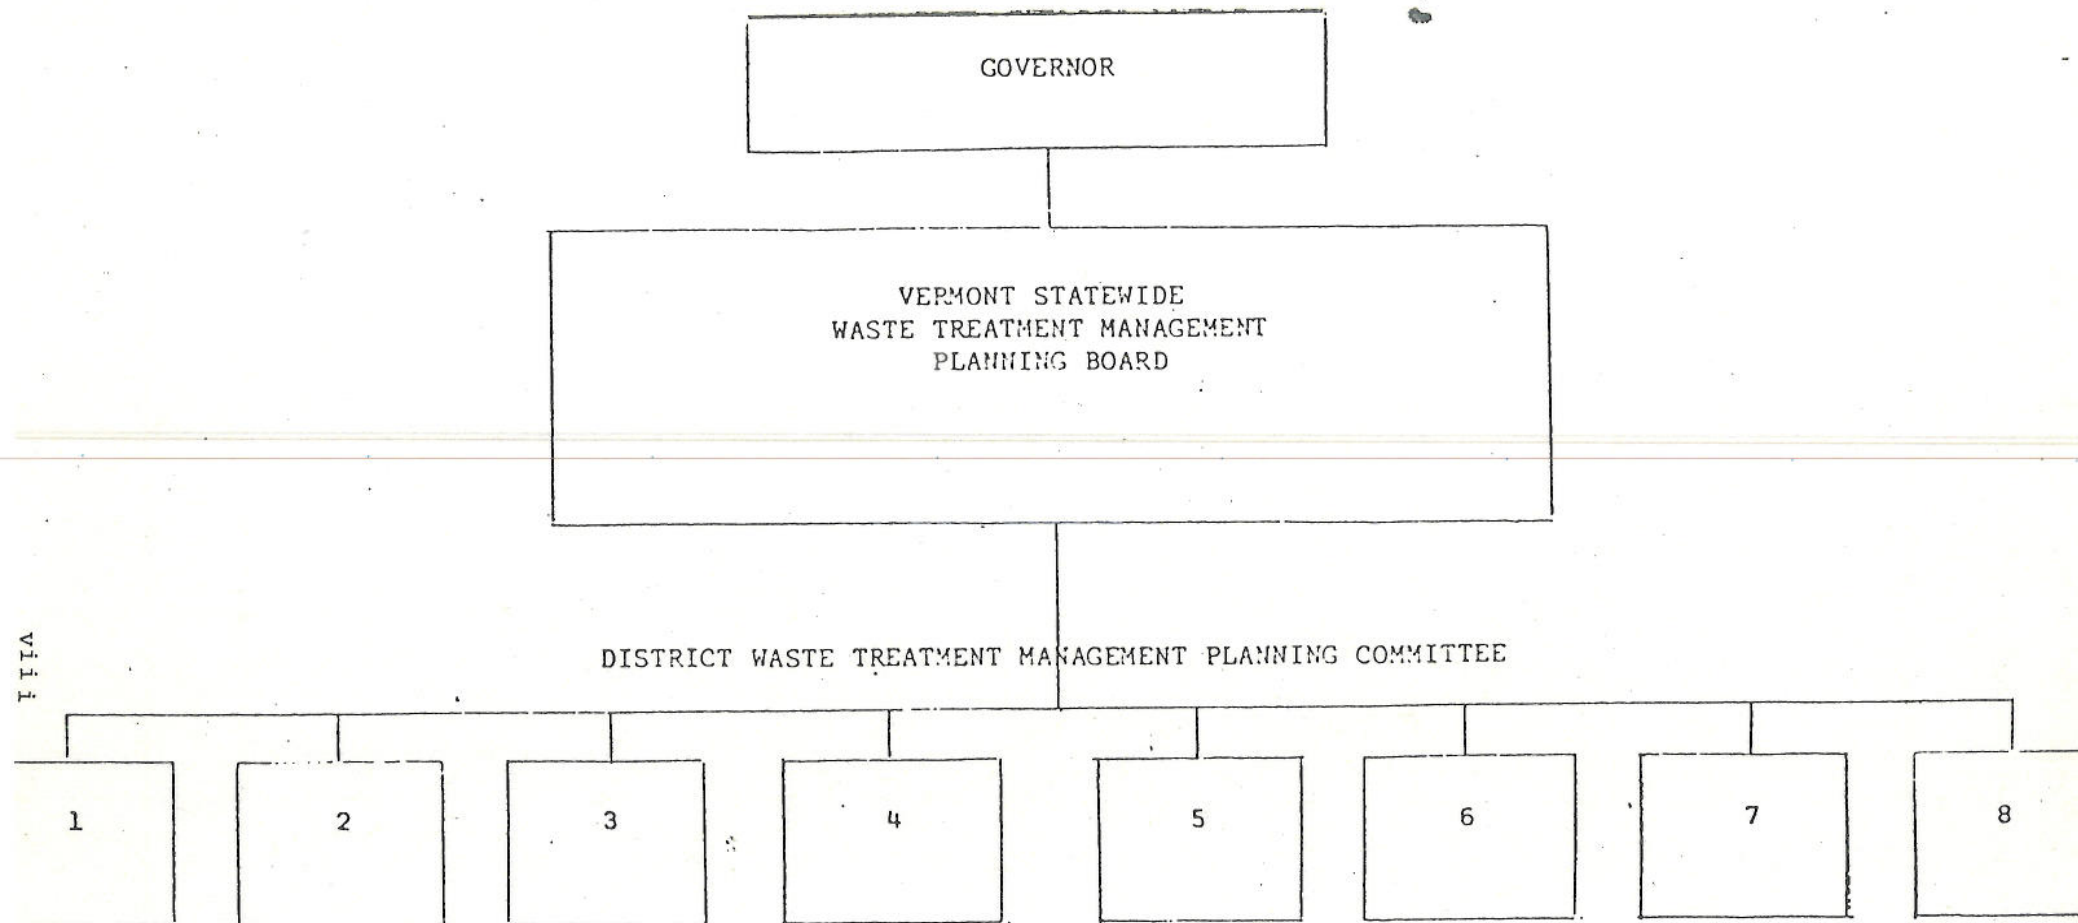 GOVERNOR
VERMONT STATEWIDE
WASTE TREATMENT MANAGEMENT
PLANNING BOARD
DISTRICT WASTE TREATMENT MANAGEMENT PLANNING COMMITTEE
1 2 3 4 5 6 7 8
viii